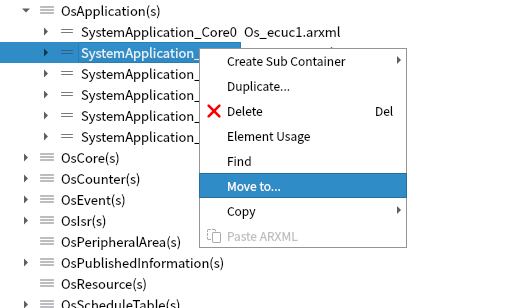 OsApplication(s)
SystemApplication_Core0 Os_ecuc1.arxml
SystemApplication_
Create Sub Container
SystemApplication_
Duplicate...
SystemApplication_
Delete Del
SystemApplication_
Element Usage
SystemApplication_
OsCore(s)
Find
OsCounter(s)
Move to...
OsEvent(s)
Copy
OsIsr(s)
Paste ARXML
OsPeripheralArea(s)
OsPublishedInformation(s)
OsResource(s)
OsScheduleTable(s)